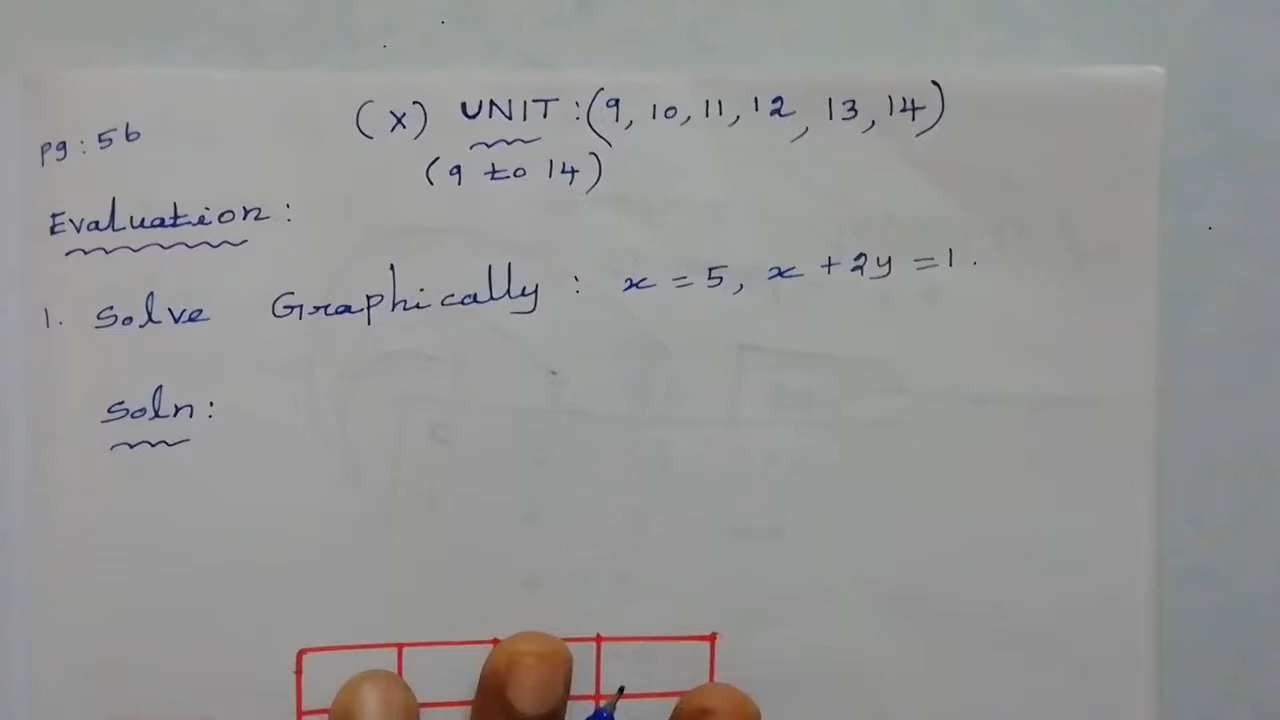 (X) UNIT : (9, 10, 11, 12, 13, 14)
pg : 56
(9 to 14)
Evaluation :
1. Solve Graphically : x = 5, x + 2y = 1.
Soln :